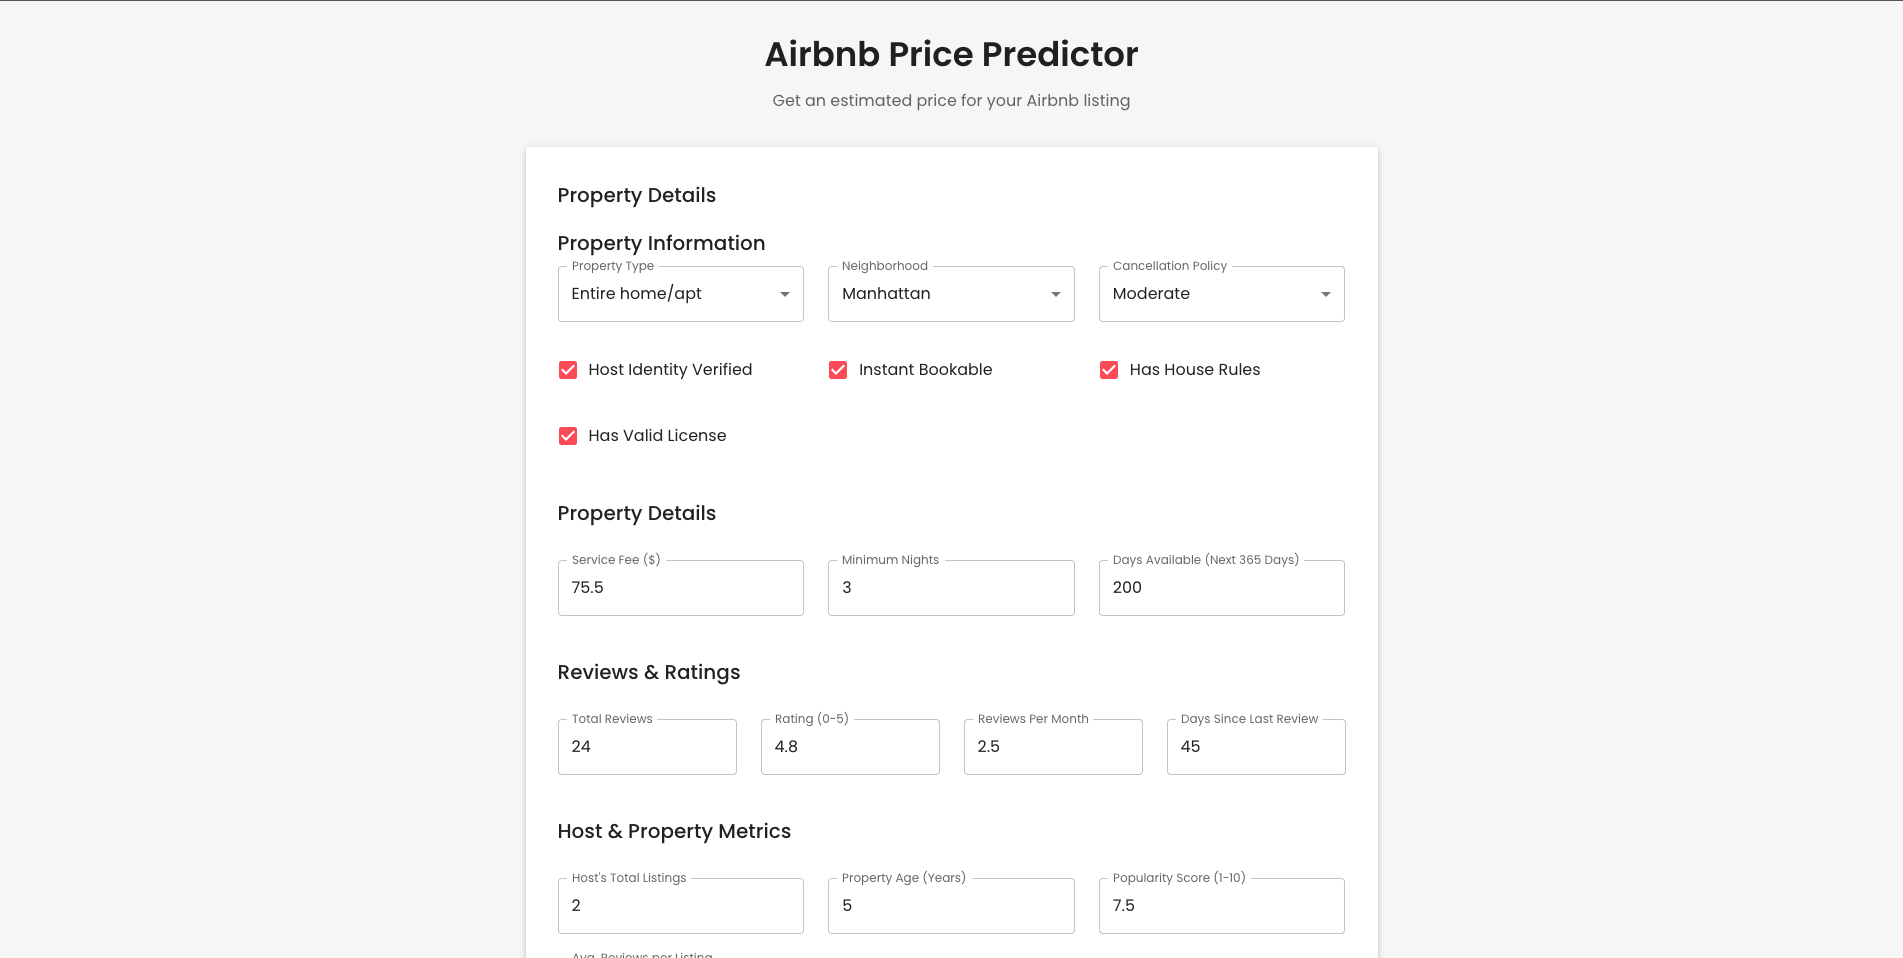 Airbnb Price Predictor
Get an estimated price for your Airbnb listing
Property Details
Property Information
Property Type Neighborhood Cancellation Policy
Entire home/apt Manhattan Moderate
Host Identity Verified Instant Bookable Has House Rules
Has Valid License
Property Details
Service Fee ($) Minimum Nights Days Available (Next 365 Days)
75.5 3 200
Reviews & Ratings
Total Reviews Rating (0-5) Reviews Per Month Days Since Last Review
24 4.8 2.5 45
Host & Property Metrics
Host's Total Listings Property Age (Years) Popularity Score (1-10)
2 5 7.5
Avg. Reviews per Listing